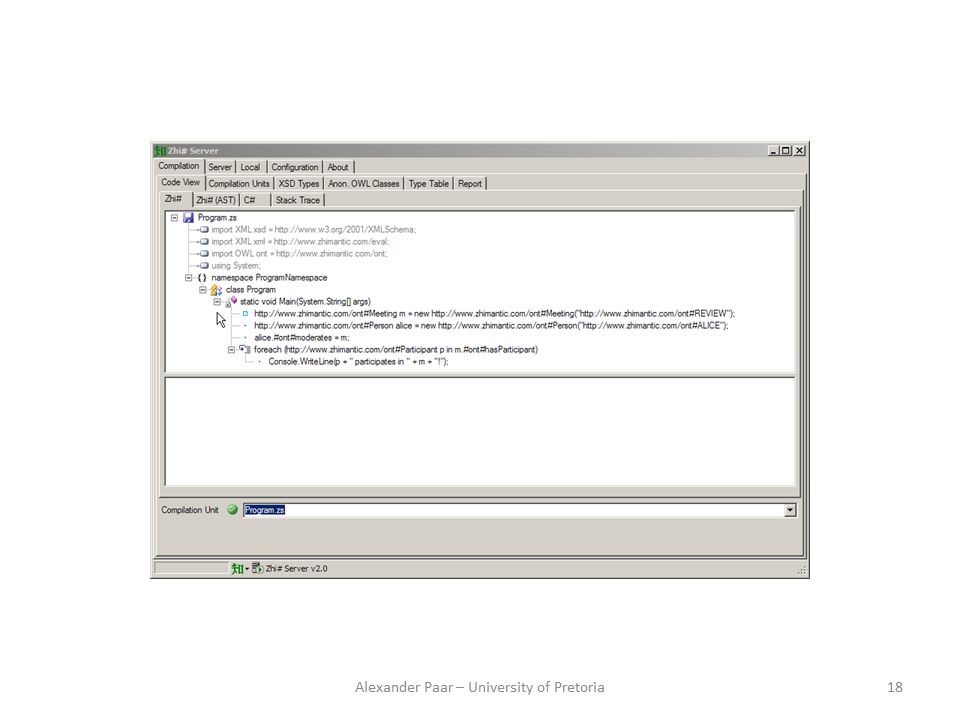 Zhi# Server
Compilation Server Local Configuration About
Code View Compilation Units XSD Types Anon. OWL Classes Type Table Report
Zhi# Zhi# (AST) C# Stack Trace
Program.zs
import XML xsd = http://www.w3.org/2001/XMLSchema;
import XML xml = http://www.zhimantic.com/eval;
import OWL ont = http://www.zhimantic.com/ont;
using System;
{} namespace ProgramNamespace
class Program
static void Main(System.String[] args)
http://www.zhimantic.com/ont#Meeting m = new http://www.zhimantic.com/ont#Meeting("http://www.zhimantic.com/ont#REVIEW");
http://www.zhimantic.com/ont#Person alice = new http://www.zhimantic.com/ont#Person("http://www.zhimantic.com/ont#ALICE");
alice.#ont#moderates = m;
foreach (http://www.zhimantic.com/ont#Participant p in m.#ont#hasParticipant)
Console.WriteLine(p + " participates in " + m + "!");
Compilation Unit Program.zs
Zhi# Server v2.0
Alexander Paar – University of Pretoria 18